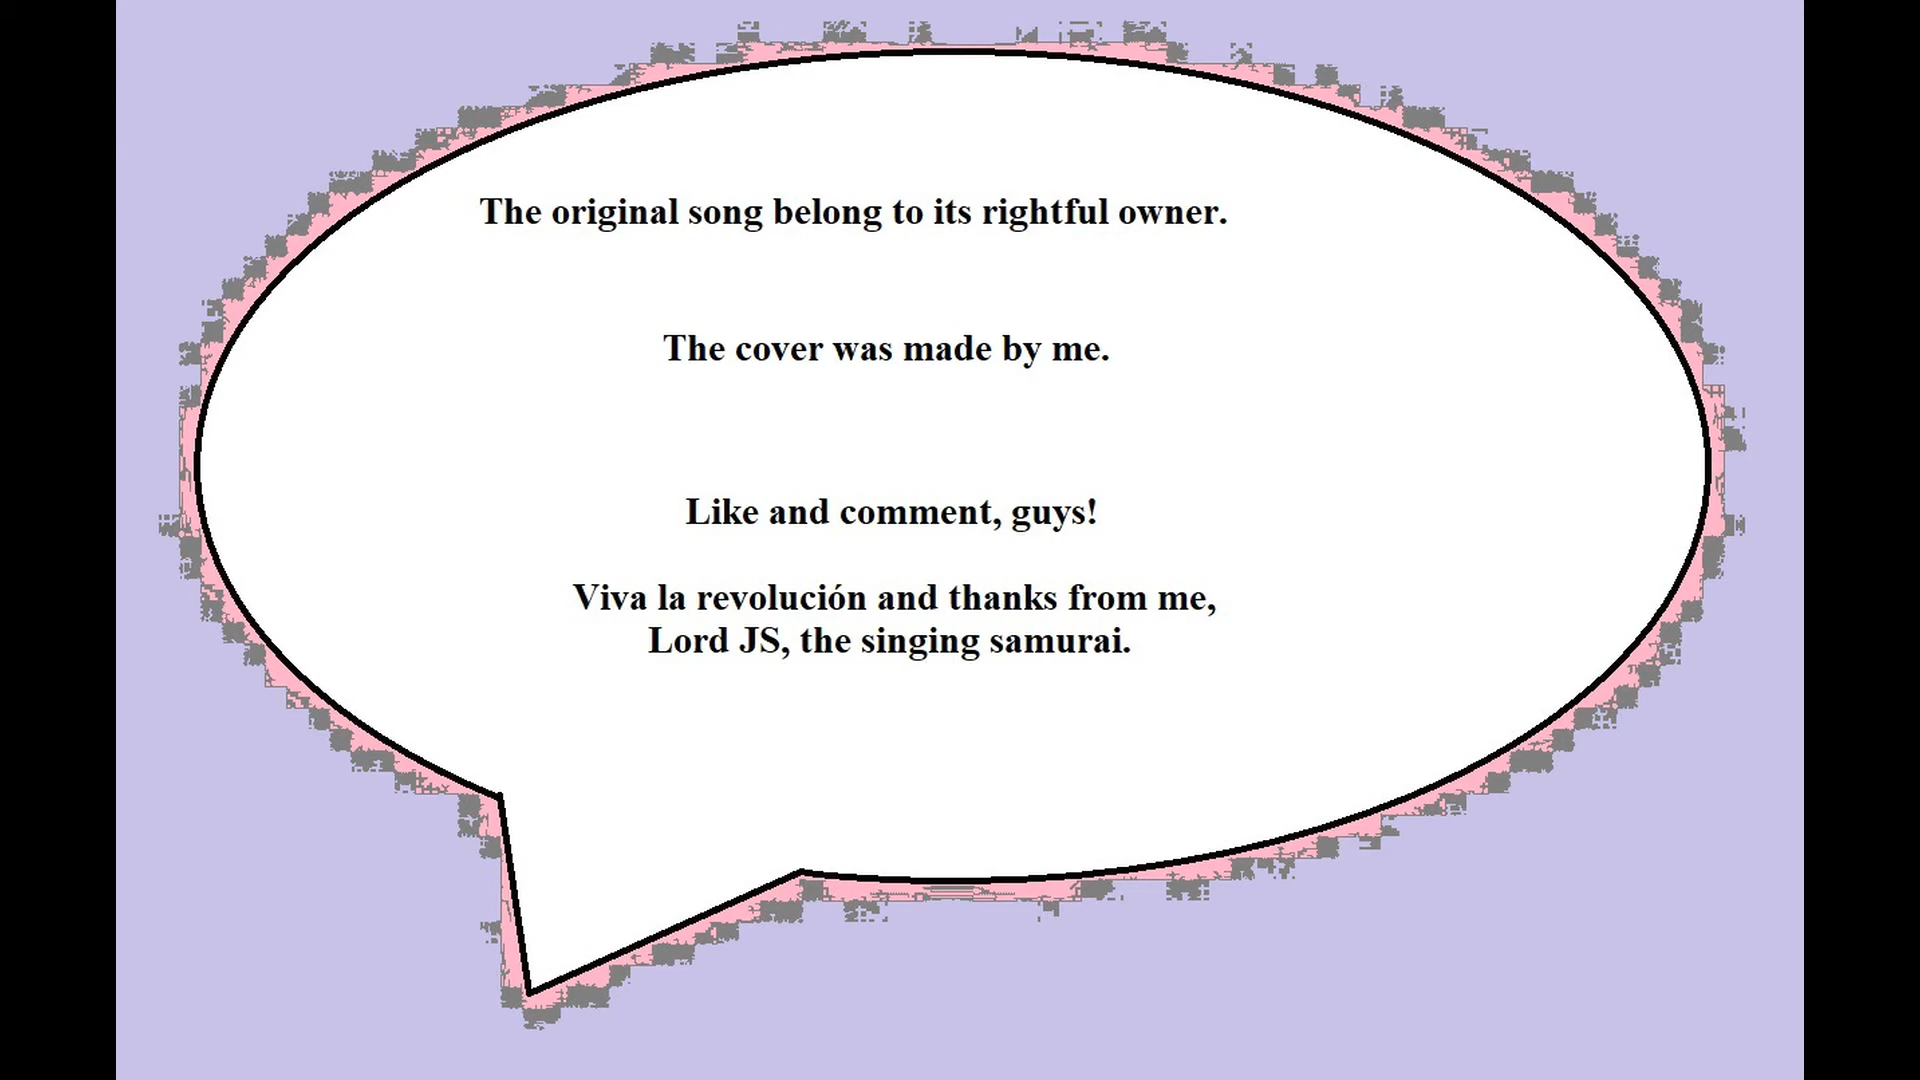 The original song belong to its rightful owner.
The cover was made by me.
Like and comment, guys!
Viva la revolución and thanks from me,
Lord JS, the singing samurai.